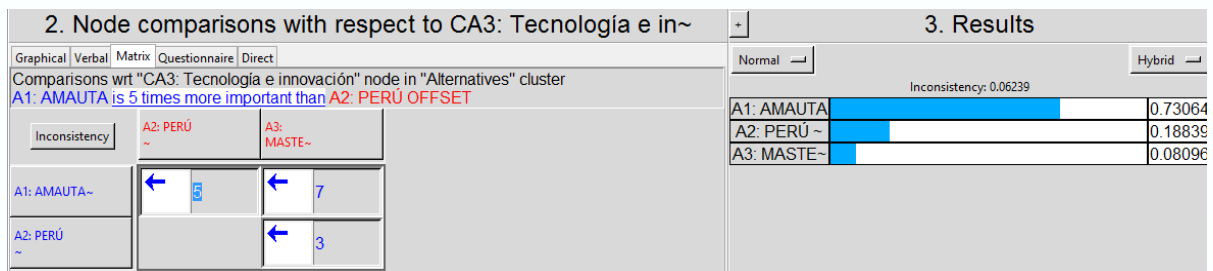 2. Node comparisons with respect to CA3: Tecnología e in~
+
3. Results
Graphical Verbal Matrix Questionnaire Direct
Comparisons wrt "CA3: Tecnología e innovación" node in "Alternatives" cluster
A1: AMAUTA is 5 times more important than A2: PERÚ OFFSET
Inconsistency
A2: PERÚ
~
A3:
MASTE~
A1: AMAUTA~
5
7
A2: PERÚ
~
3
Normal
Hybrid
Inconsistency: 0.06239
A1: AMAUTA 0.73064
A2: PERÚ ~ 0.18839
A3: MASTE~ 0.08096